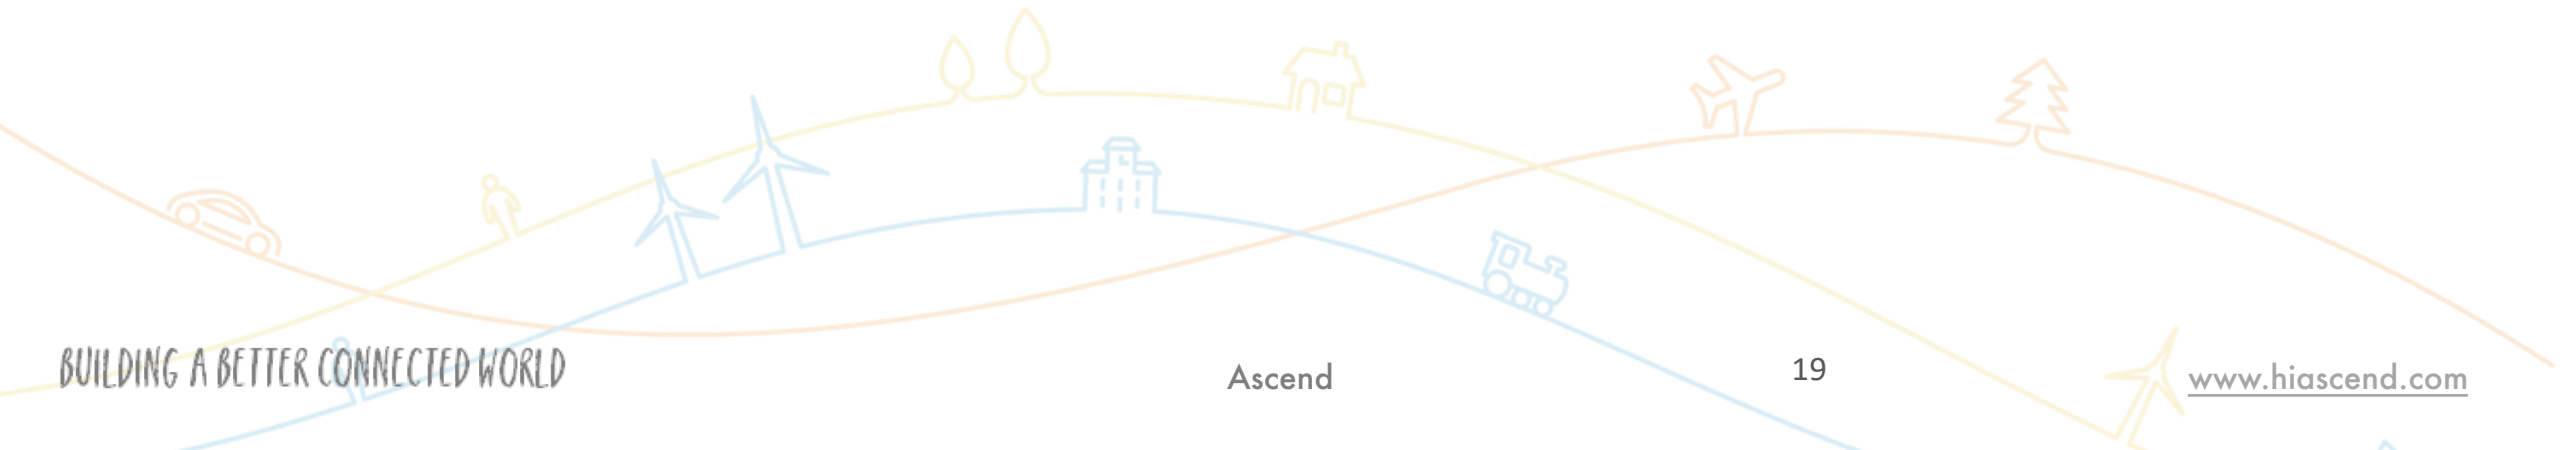 BUILDING A BETTER CONNECTED WORLD
Ascend
19
www.hiascend.com